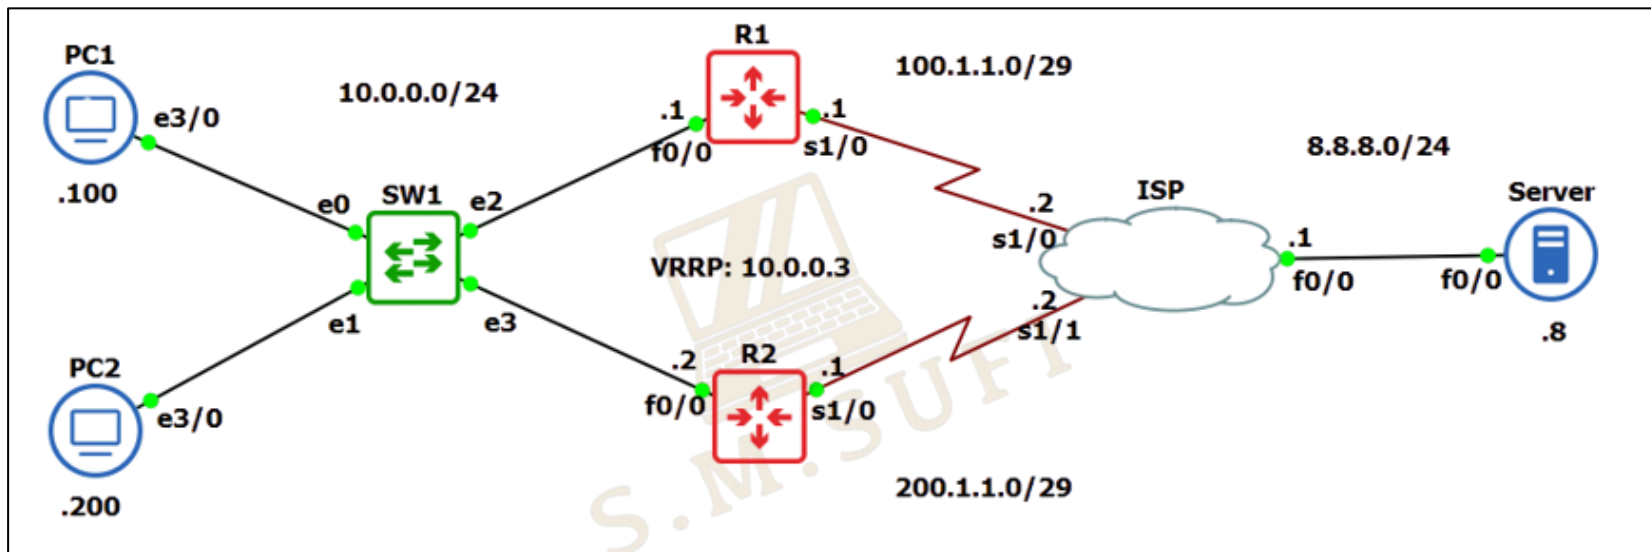 PC1
e3/0
.100
10.0.0.0/24
R1
.1
f0/0
.1
s1/0
100.1.1.0/29
SW1
e0
e2
e1
e3
VRRP: 10.0.0.3
ISP
.2
s1/0
.2
s1/1
8.8.8.0/24
.1
f0/0
Server
f0/0
.8
PC2
e3/0
.200
R2
.2
f0/0
.1
s1/0
200.1.1.0/29
S.M.SUFI